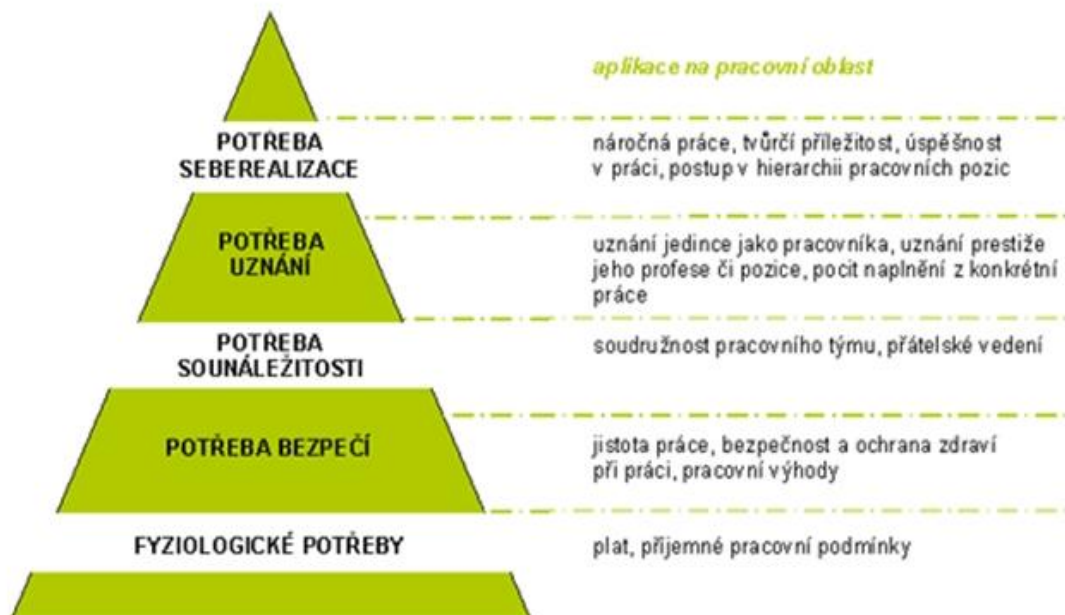 aplikace na pracovní oblast
POTŘEBA
SEBEREALIZACE
náročná práce, tvůrčí příležitost, úspěšnost
v práci, postup v hierarchii pracovních pozic
POTŘEBA
UZNÁNÍ
uznání jedince jako pracovníka, uznání prestiže
jeho profese či pozice, pocit naplnění z konkrétní
práce
POTŘEBA
SOUNÁLEŽITOSTI
soudružnost pracovního týmu, přátelské vedení
POTŘEBA BEZPEČÍ
jistota práce, bezpečnost a ochrana zdraví
při práci, pracovní výhody
FYZIOLOGICKÉ POTŘEBY
plat, příjemné pracovní podmínky